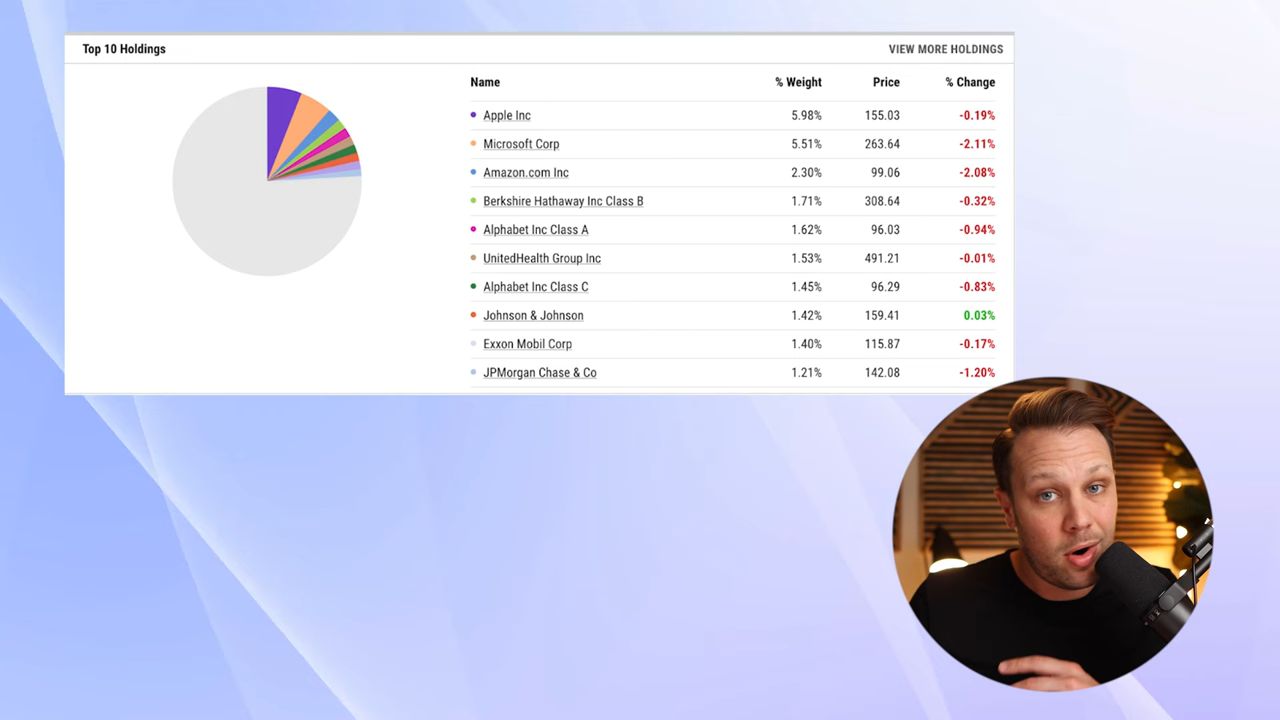 Top 10 Holdings VIEW MORE HOLDINGS
Name % Weight Price % Change
Apple Inc 5.98% 155.03 -0.19%
Microsoft Corp 5.51% 263.64 -2.11%
Amazon.com Inc 2.30% 99.06 -2.08%
Berkshire Hathaway Inc Class B 1.71% 308.64 -0.32%
Alphabet Inc Class A 1.62% 96.03 -0.94%
UnitedHealth Group Inc 1.53% 491.21 -0.01%
Alphabet Inc Class C 1.45% 96.29 -0.83%
Johnson & Johnson 1.42% 159.41 0.03%
Exxon Mobil Corp 1.40% 115.87 -0.17%
JPMorgan Chase & Co 1.21% 142.08 -1.20%